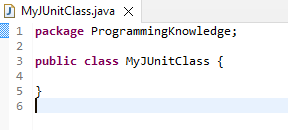 MyJUnitClass.java
1 package ProgrammingKnowledge;
2
3 public class MyJUnitClass {
4
5 }
6